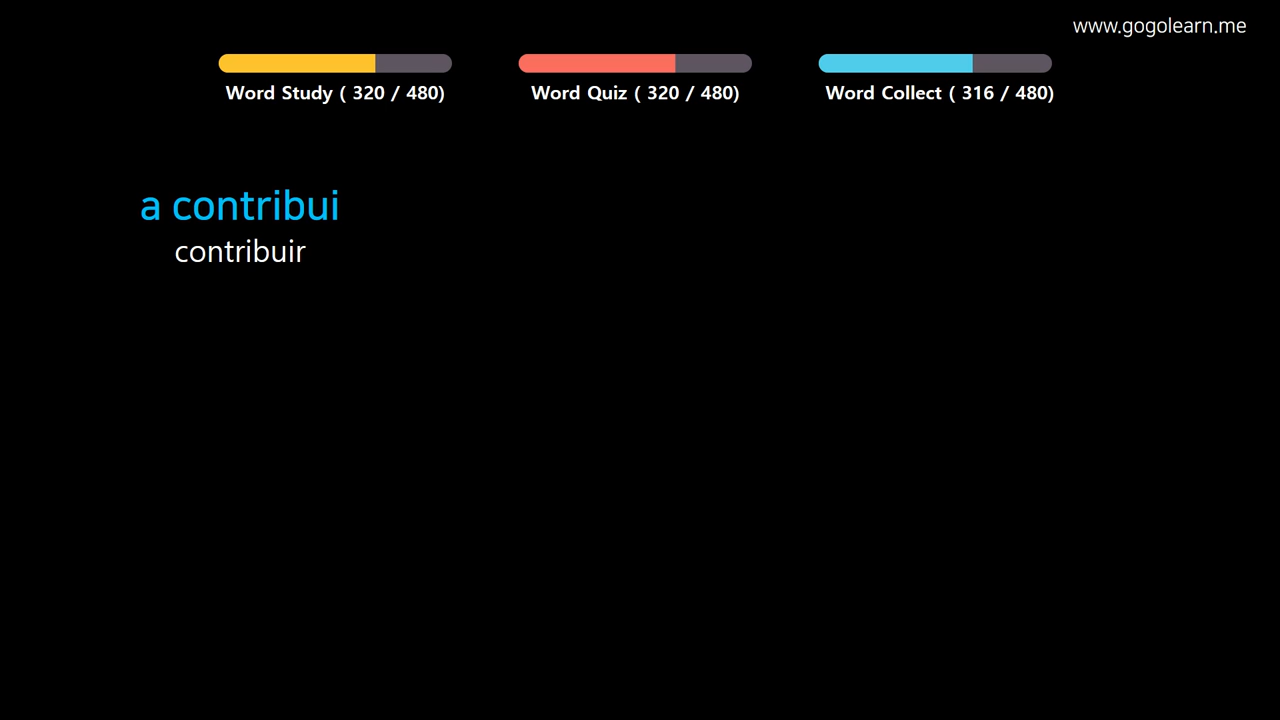 www.gogolearn.me
Word Study ( 320 / 480)
Word Quiz ( 320 / 480)
Word Collect ( 316 / 480)
a contribui
contribuir